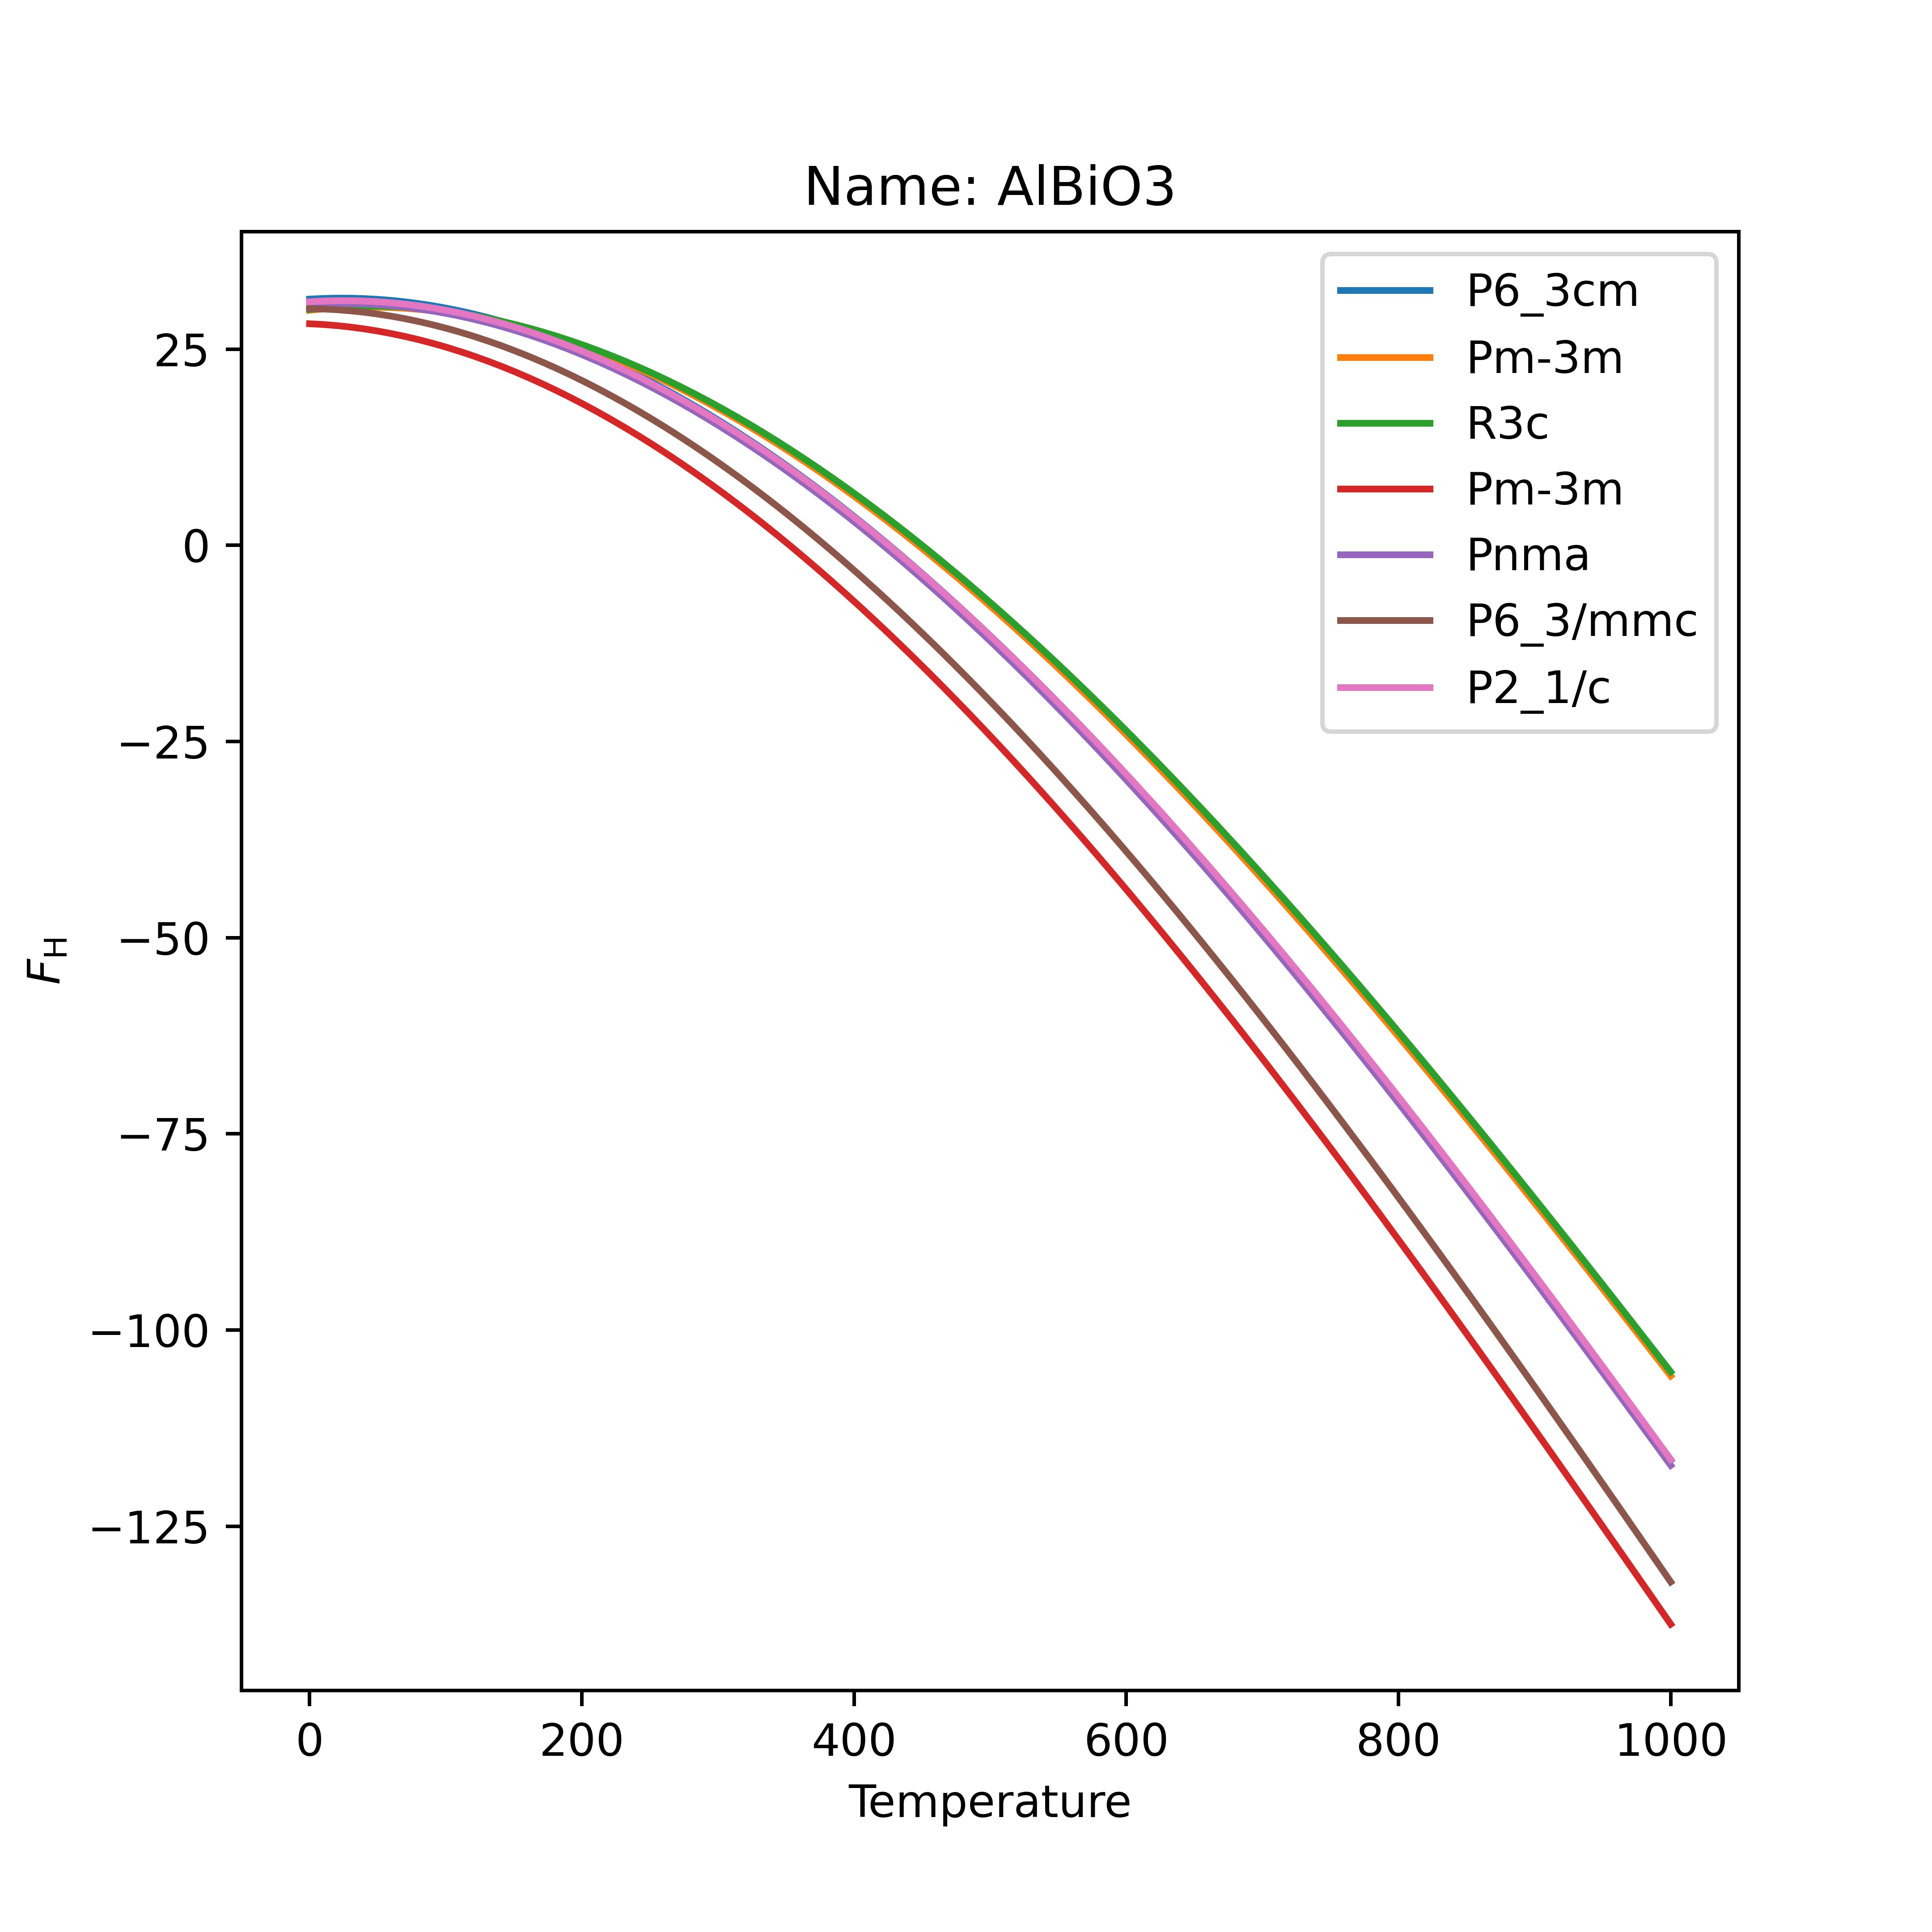 Name: AlBiO3
P6_3cm
Pm-3m
R3c
Pm-3m
Pnma
P6_3/mmc
P2_1/c
25
0
−25
−50
−75
−100
−125
F_H
0 200 400 600 800 1000
Temperature